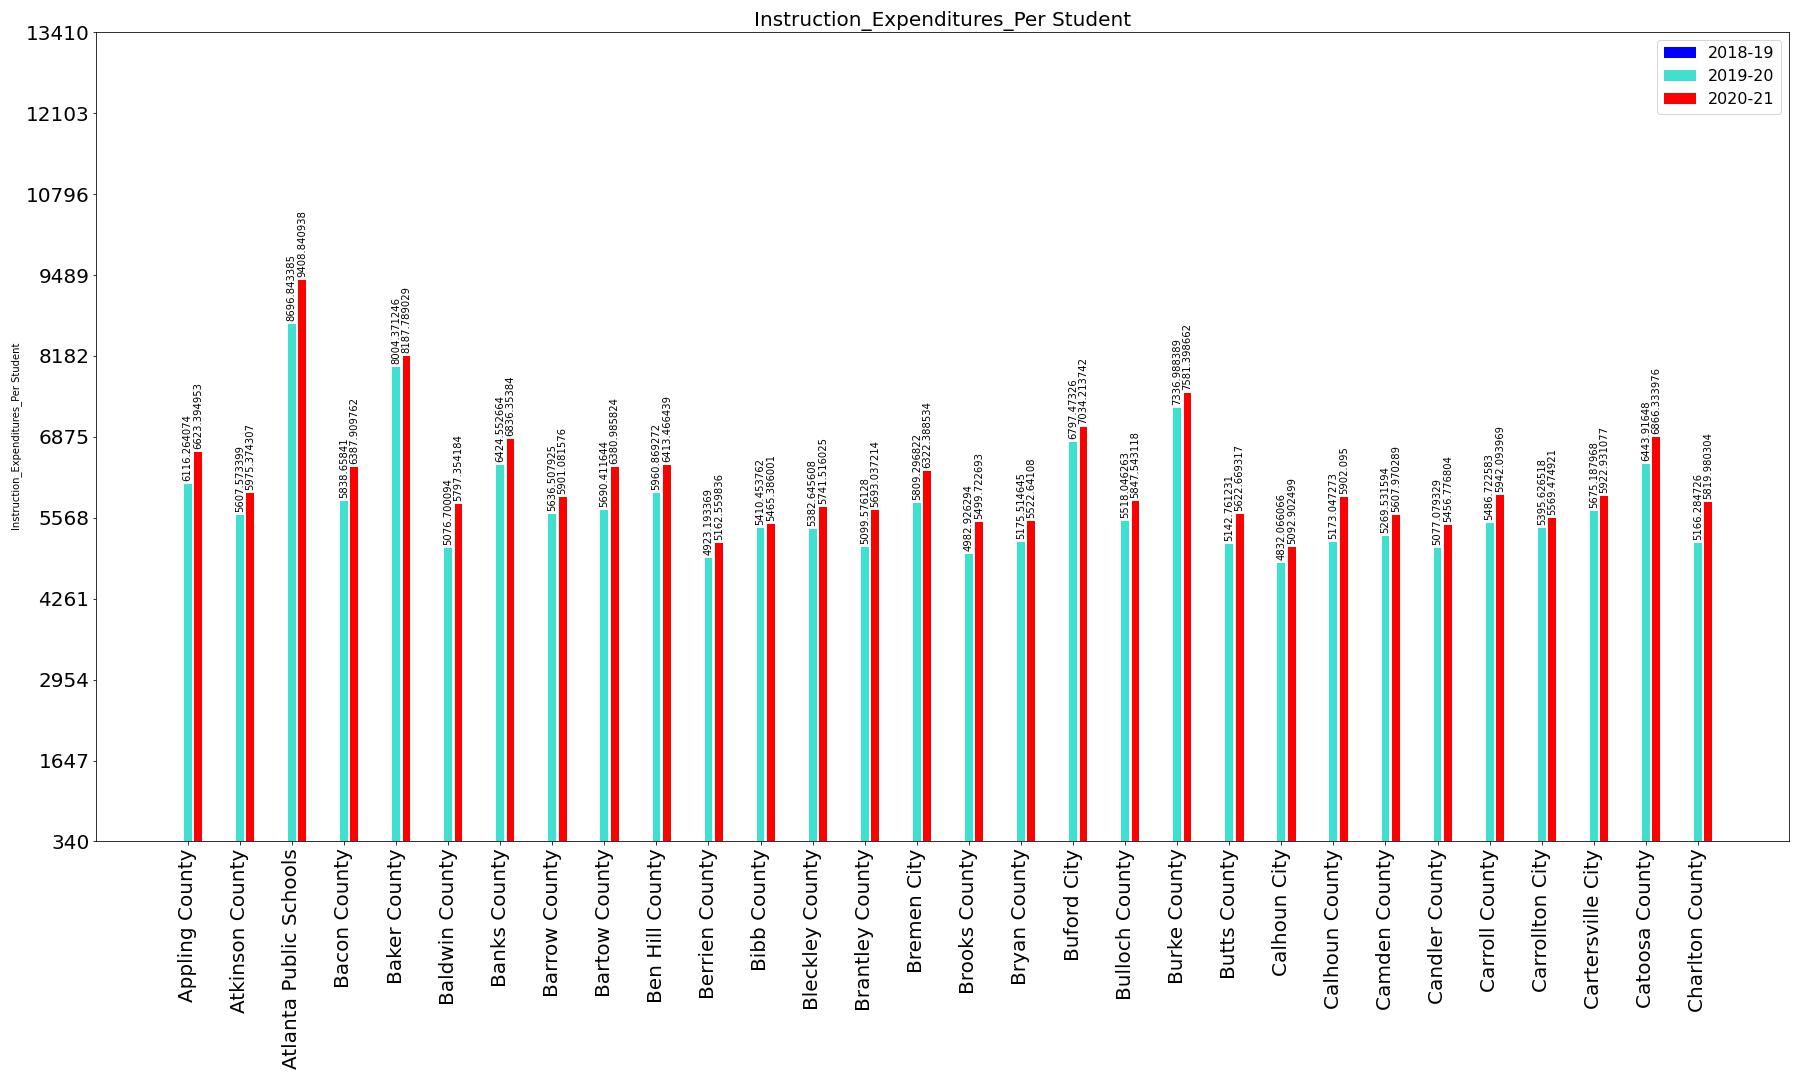 Instruction_Expenditures_Per Student
2018-19
2019-20
2020-21
Instruction_Expenditures_Per Student
13410
12103
10796
9489
8182
6875
5568
4261
2954
1647
340
6116.264074
6623.394953
5607.573399
5975.374307
8696.843385
9408.840938
5838.65841
6387.909762
8004.371246
8187.789029
5076.700094
5797.354184
6424.552664
6836.35384
5636.507925
5901.081576
5690.411644
6380.985824
5960.869272
6413.466439
4923.193369
5162.559836
5410.453762
5465.386001
5382.645608
5741.516025
5099.576128
5693.037214
5809.296822
6322.388534
4982.926294
5499.722693
5175.514645
5522.64108
6797.47326
7034.213742
5518.046263
5847.543118
7336.988389
7581.398662
5142.761231
5622.669317
4832.066066
5092.902499
5173.047273
5902.095
5269.531594
5607.970289
5077.079329
5456.776804
5486.722583
5942.093969
5395.626518
5569.474921
5675.187968
5922.931077
6443.91648
6866.333976
5166.284726
5819.980304
Appling County
Atkinson County
Atlanta Public Schools
Bacon County
Baker County
Baldwin County
Banks County
Barrow County
Bartow County
Ben Hill County
Berrien County
Bibb County
Bleckley County
Brantley County
Bremen City
Brooks County
Bryan County
Buford City
Bulloch County
Burke County
Butts County
Calhoun City
Calhoun County
Camden County
Candler County
Carroll County
Carrollton City
Cartersville City
Catoosa County
Charlton County